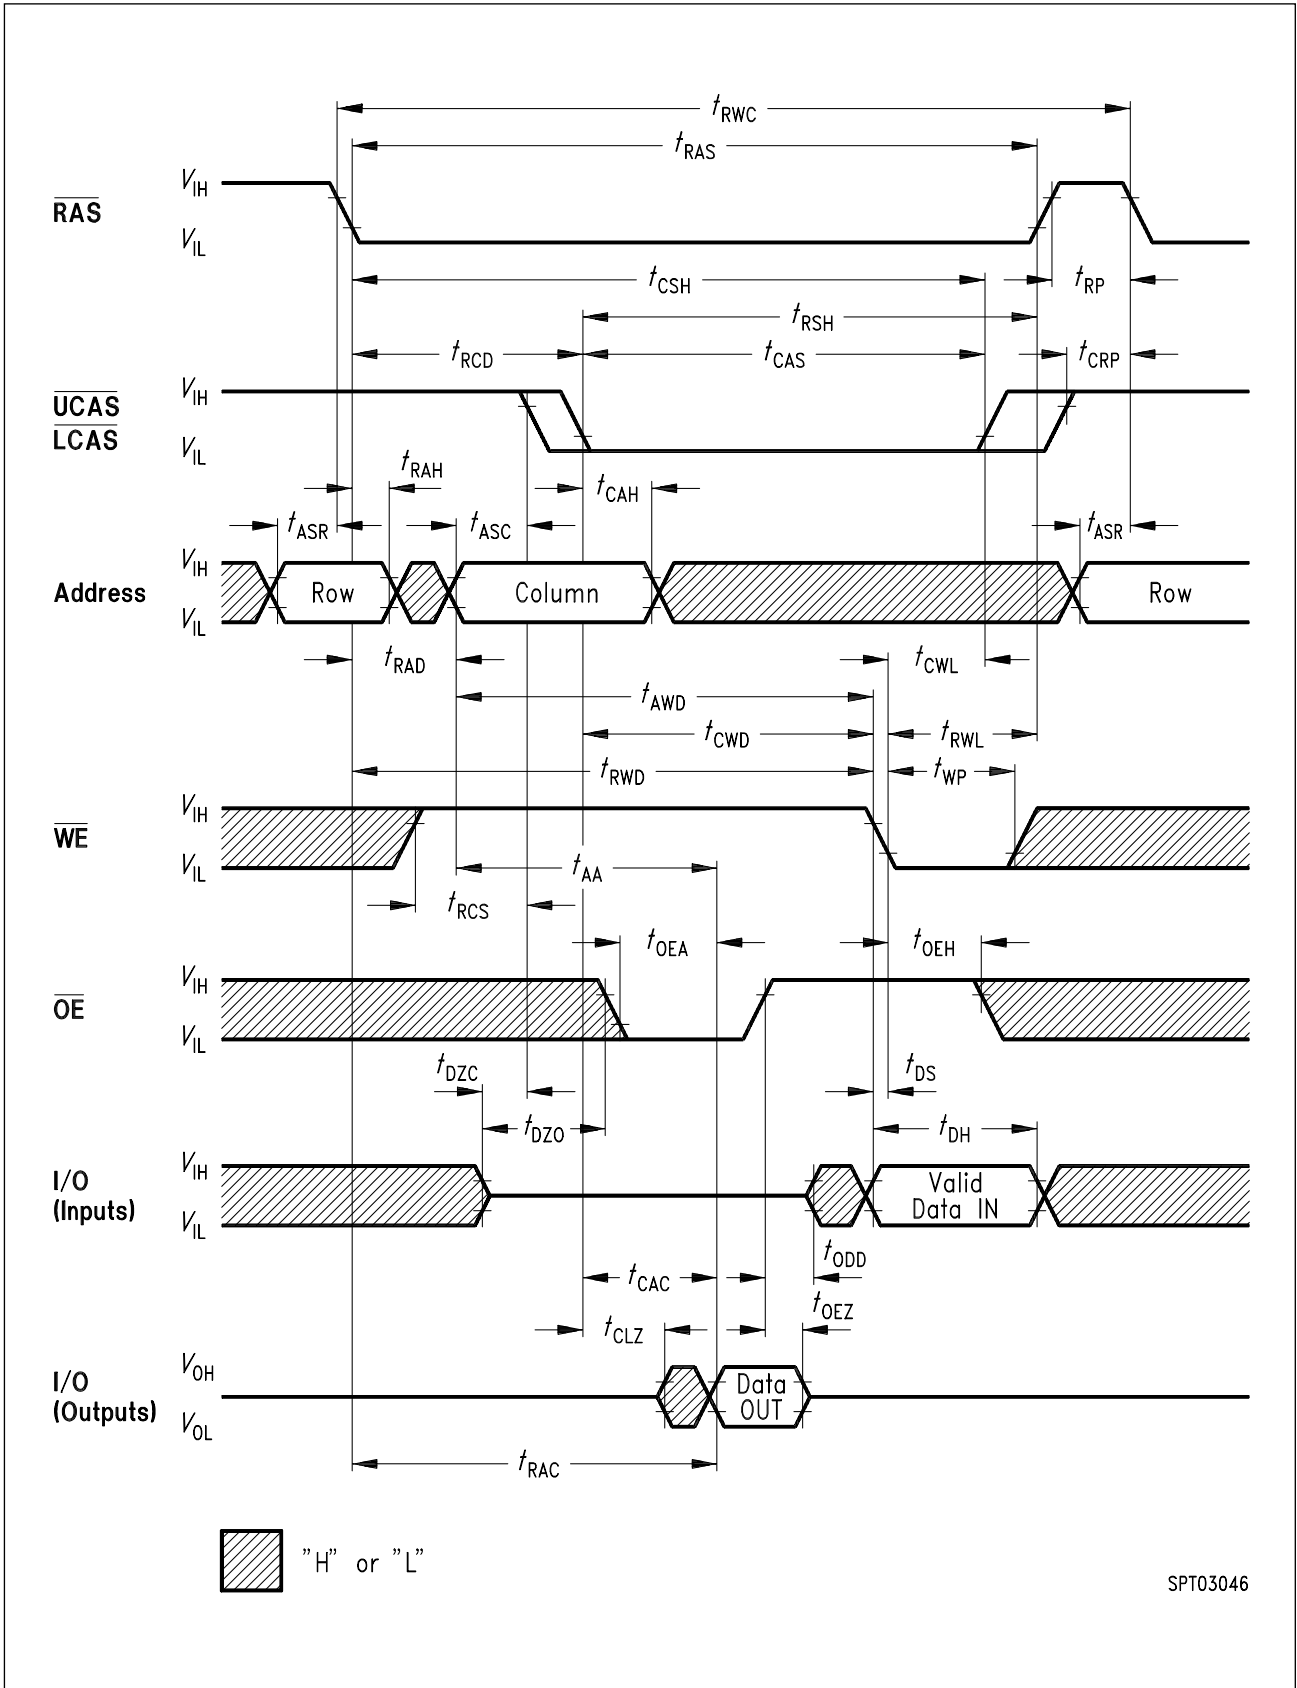 tRWC
tRAS
RAS VIH
VIL
tCSH tRP
tRSH
tRCD tCAS tCRP
UCAS VIH
LCAS
VIL
tRAH tCAH
tASR tASC tASR
VIH
Address Row Column Row
VIL
tRAD tCWL
tAWD
tCWD tRWL
tRWD tWP
VIH
WE
VIL tAA
tRCS
tOEA tOEH
VIH
OE
VIL
tDZC tDS
tDZO tDH
I/O VIH Valid
(Inputs) VIL Data IN
tODD
tCAC
tOEZ
tCLZ
I/O VOH Data
(Outputs) VOL OUT
tRAC
"H" or "L"
SPT03046